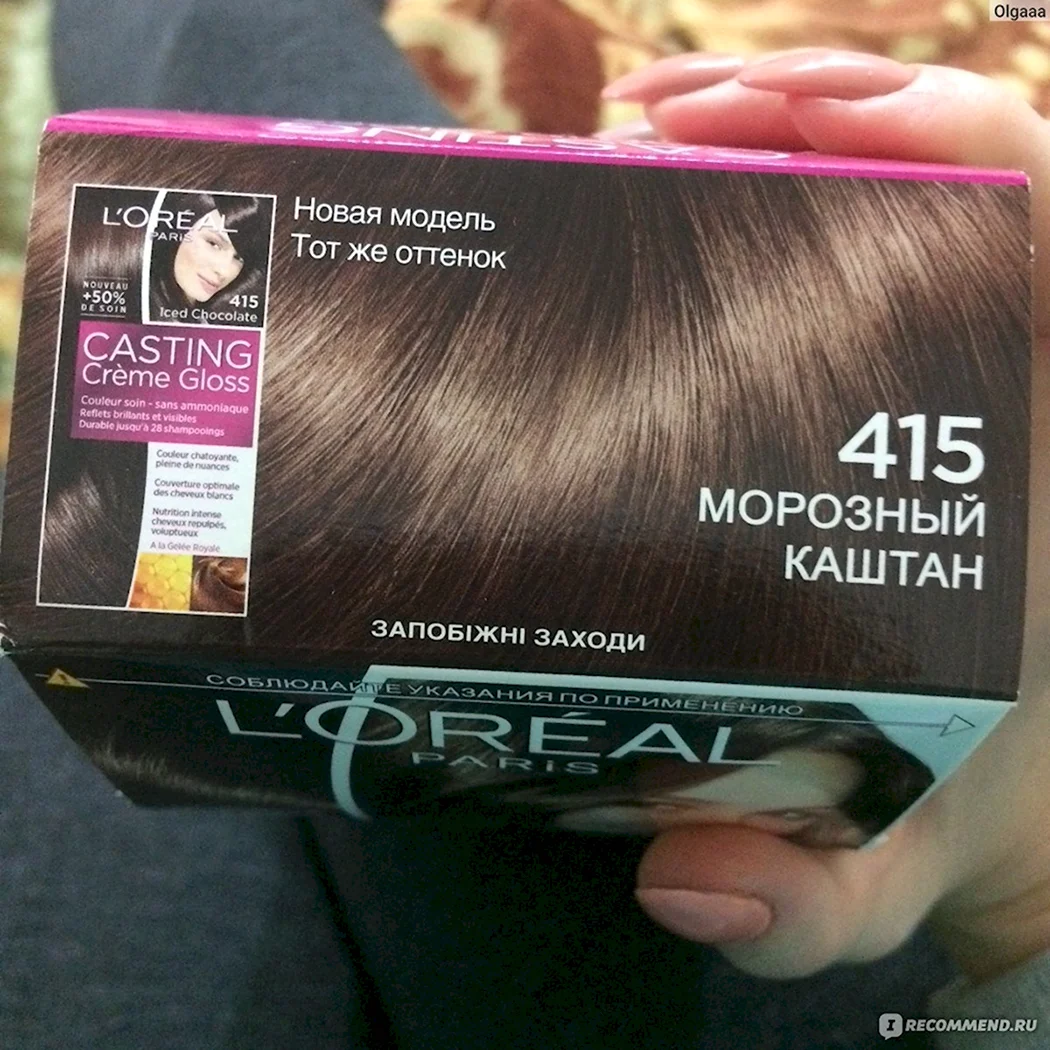 Olgaaa
CASTING
L'ORÉAL
PARIS
NOUVEAU
+50%
DE SOIN
415
Iced Chocolate
CASTING
Crème Gloss
Couleur soin - sans ammoniaque
Reflets brillants et visibles
Durable jusqu'à 28 shampooings
Couleur chatoyante,
pleine de nuances
Couverture optimale
des cheveux blancs
Nutrition intense
cheveux repulpés,
voluptueux
A la Gelée Royale
Новая модель
Тот же оттенок
415
МОРОЗНЫЙ
КАШТАН
ЗАПОБІЖНІ ЗАХОДИ
СОБЛЮДАЙТЕ УКАЗАНИЯ ПО ПРИМЕНЕНИЮ
L'ORÉAL
PARIS
IRECOMMEND.RU